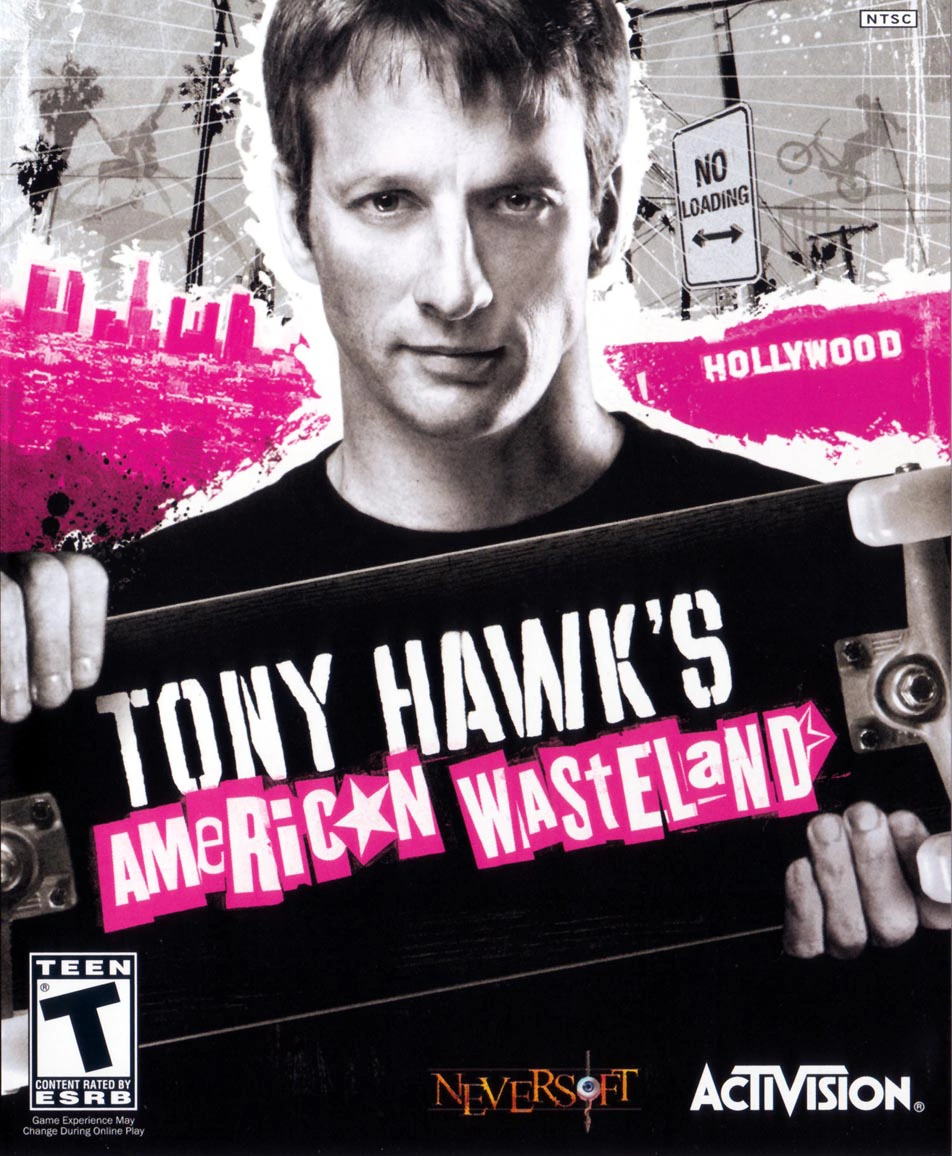 NTSC
NO
LOADING
HOLLYWOOD
TONY HAWK'S
AMeRiCAN WAStELaND
TEEN
T
®
CONTENT RATED BY
ESRB
Game Experience May
Change During Online Play
NEVERSOFT
ACTIVISION®